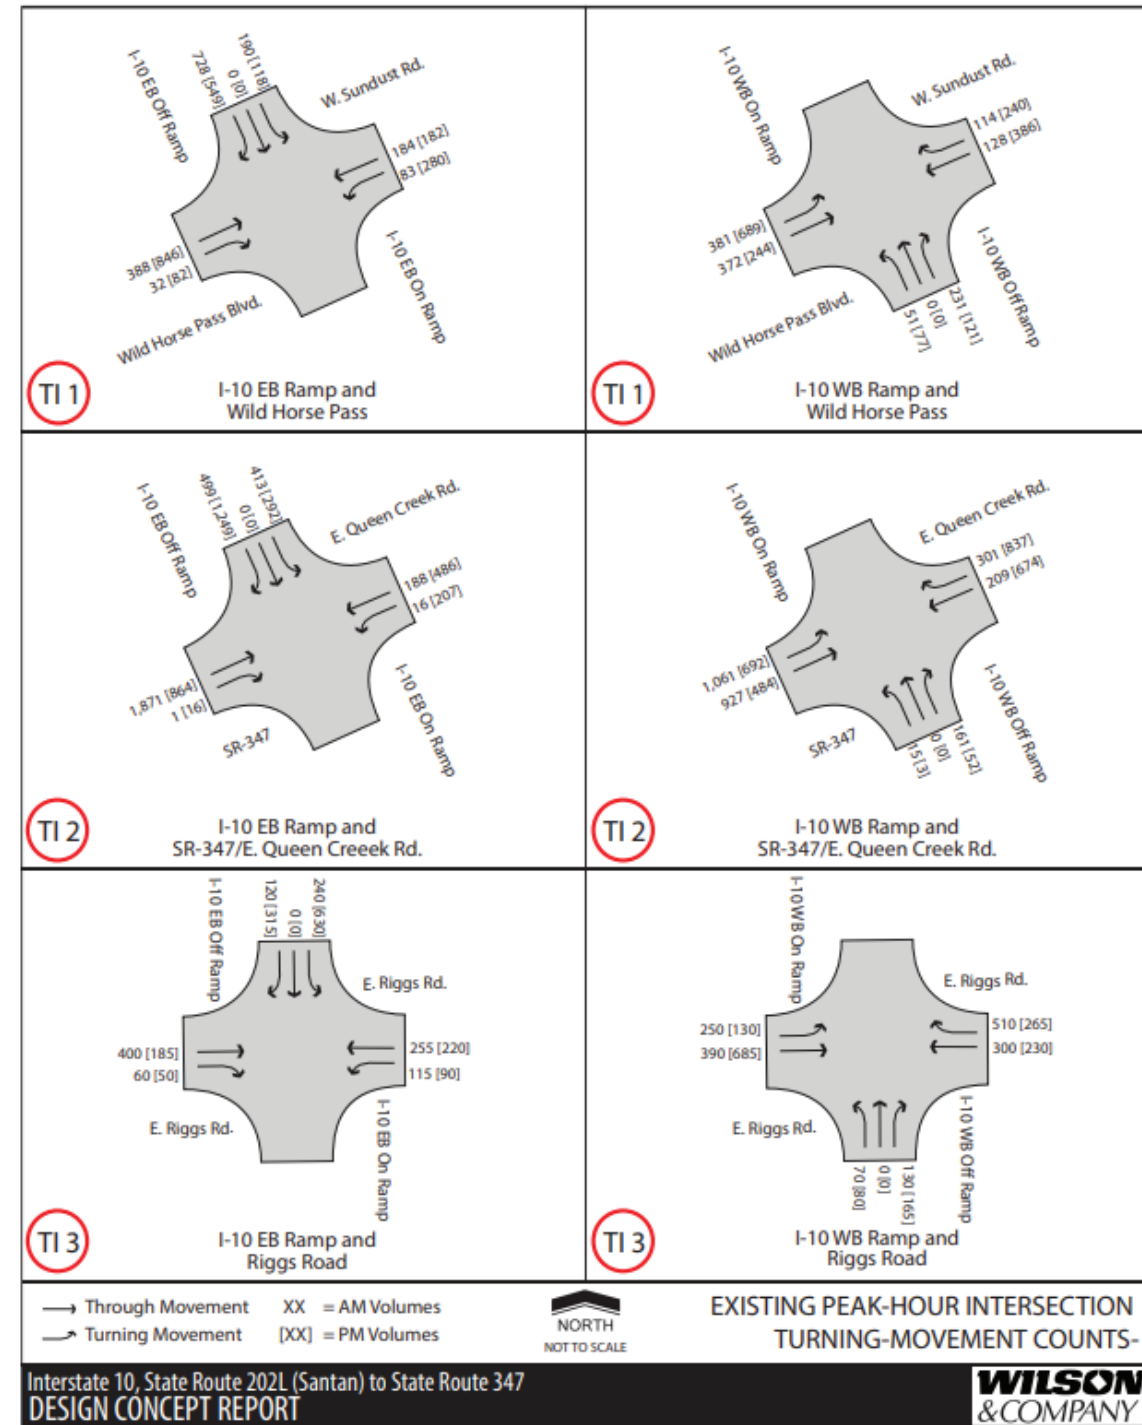 I-10 EB Off Ramp
728 [549]
0 [0]
190 [118]
W. Sundust Rd.
184 [182]
83 [280]
388 [846]
32 [82]
Wild Horse Pass Blvd.
I-10 EB On Ramp
TI 1
I-10 EB Ramp and
Wild Horse Pass
I-10 WB On Ramp
W. Sundust Rd.
114 [240]
128 [386]
381 [689]
372 [244]
Wild Horse Pass Blvd.
51 [77]
0 [0]
231 [121]
I-10 WB Off Ramp
TI 1
I-10 WB Ramp and
Wild Horse Pass
I-10 EB Off Ramp
499 [1,249]
0 [0]
413 [292]
E. Queen Creek Rd.
188 [486]
16 [207]
1,871 [864]
1 [16]
SR-347
I-10 EB On Ramp
TI 2
I-10 EB Ramp and
SR-347/E. Queen Creeek Rd.
I-10 WB On Ramp
E. Queen Creek Rd.
301 [837]
209 [674]
1,061 [692]
927 [484]
SR-347
15 [3]
0 [0]
161 [52]
I-10 WB Off Ramp
TI 2
I-10 WB Ramp and
SR-347/E. Queen Creek Rd.
I-10 EB Off Ramp
120 [315]
0 [0]
240 [630]
E. Riggs Rd.
400 [185]
60 [50]
255 [220]
115 [90]
E. Riggs Rd.
I-10 EB On Ramp
TI 3
I-10 EB Ramp and
Riggs Road
I-10 WB On Ramp
E. Riggs Rd.
250 [130]
390 [685]
510 [265]
300 [230]
E. Riggs Rd.
70 [80]
0 [0]
130 [165]
I-10 WB Off Ramp
TI 3
I-10 WB Ramp and
Riggs Road
Through Movement XX = AM Volumes
Turning Movement [XX] = PM Volumes
NORTH
NOT TO SCALE
EXISTING PEAK-HOUR INTERSECTION
TURNING-MOVEMENT COUNTS-
Interstate 10, State Route 202L (Santan) to State Route 347
DESIGN CONCEPT REPORT
WILSON
&COMPANY